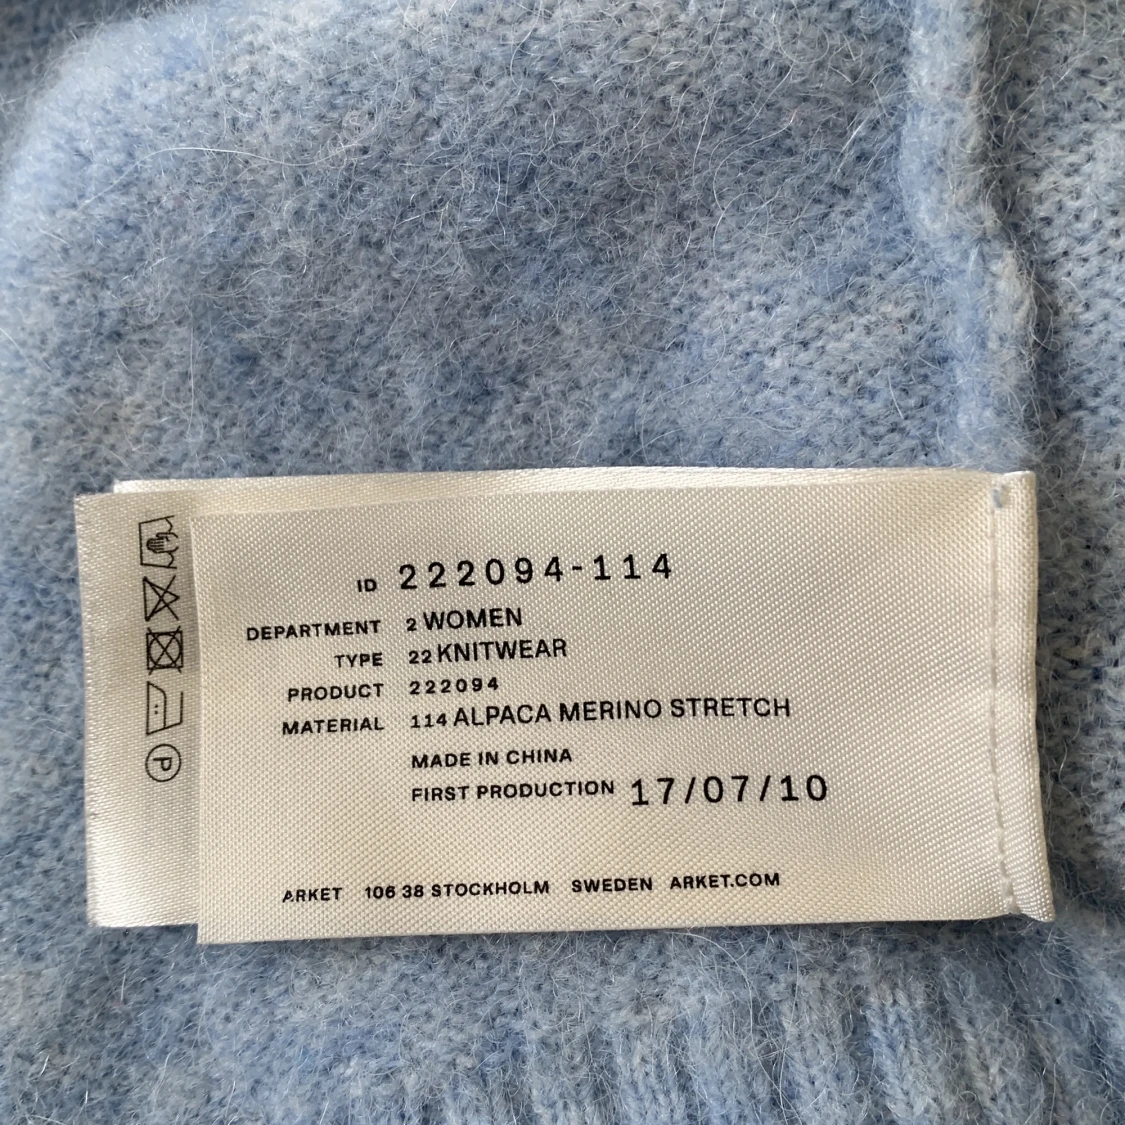 ID 222094-114
DEPARTMENT 2 WOMEN
TYPE 22 KNITWEAR
PRODUCT 222094
MATERIAL 114 ALPACA MERINO STRETCH
MADE IN CHINA
FIRST PRODUCTION 17/07/10
ARKET 106 38 STOCKHOLM SWEDEN ARKET.COM
P